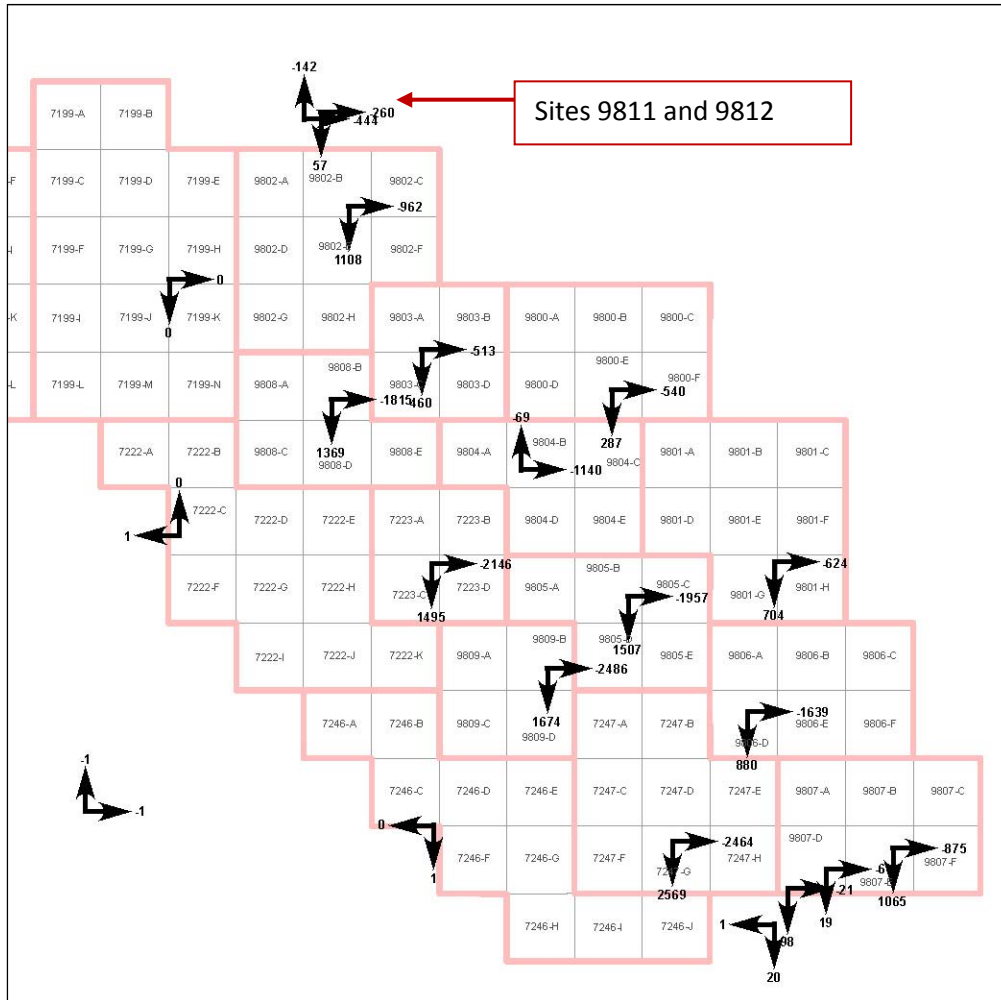 -142
Sites 9811 and 9812
-260
-444
57
7199-A 7199-B
-F 7199-C 7199-D 7199-E 9802-A 9802-B 9802-C
-962
7199-F 7199-G 7199-H 9802-D 9802-F
1108
0
-K 7199-I 7199-J 7199-K 9802-G 9802-H 9803-A 9803-B 9800-A 9800-B 9800-C
0
-513
9808-B 9800-E
-L 7199-L 7199-M 7199-N 9808-A 9803-D 9800-D 9800-F
-1815 460 -540
-69
287
1369
7222-A 7222-B 9808-C 9808-D 9808-E 9804-A 9804-B 9804-C 9801-A 9801-B 9801-C
-1140
0
7222-C 7222-D 7222-E 7223-A 7223-B 9804-D 9804-E 9801-D 9801-E 9801-F
1
-2146 -624
9805-B
7222-F 7222-G 7222-H 7223-C 7223-D 9805-A 9805-C 9801-G 9801-H
-1957
1495 704
9809-B
1507
7222-I 7222-J 7222-K 9809-A 9805-E 9806-A 9806-B 9806-C
-2486
-1639
7246-A 7246-B 9809-C 1674 7247-A 7247-B 9806-E 9806-F
9809-D 9806-D
880
-1
-1
7246-C 7246-D 7246-E 7247-C 7247-D 7247-E 9807-A 9807-B 9807-C
0
9807-D
-2464 -875
7246-F 7246-G 7247-F 7247-H 9807-F
1
2569 -21 1065
19
7246-H 7246-I 7246-J 1 98
20